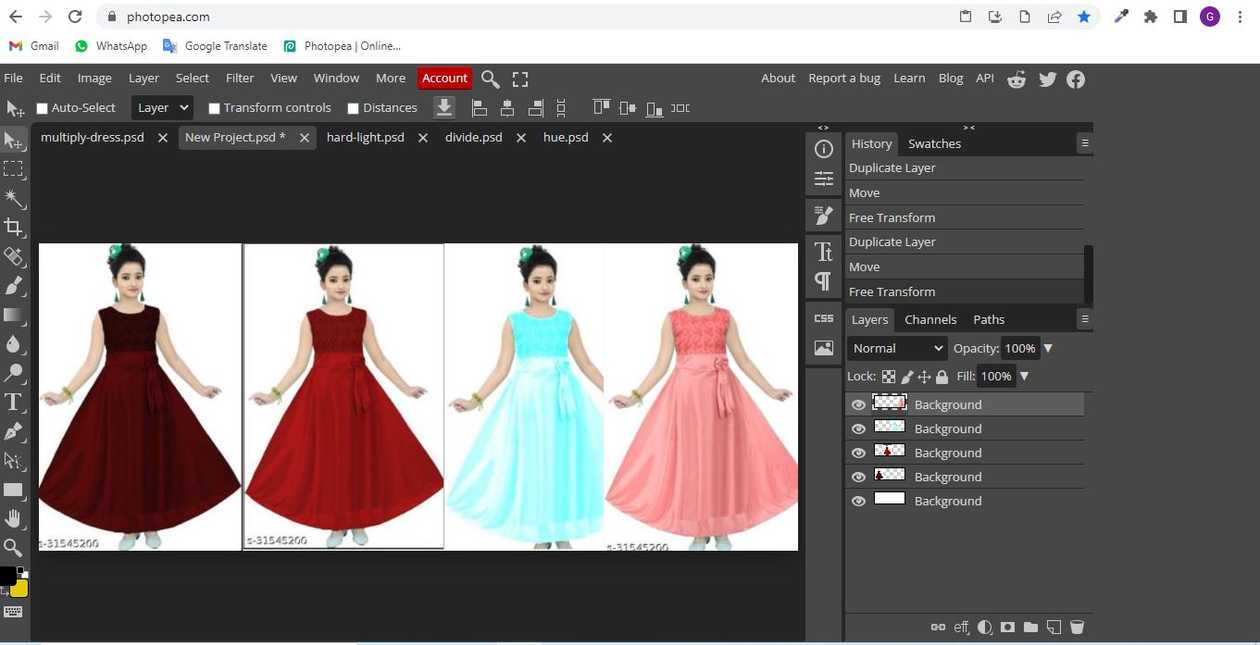 photopea.com
G
Gmail WhatsApp Google Translate Photopea | Online...
File Edit Image Layer Select Filter View Window More Account About Report a bug Learn Blog API
Auto-Select Layer Transform controls Distances
multiply-dress.psd New Project.psd * hard-light.psd divide.psd hue.psd
History Swatches
Duplicate Layer
Move
Free Transform
Duplicate Layer
Move
Free Transform
CSS
Layers Channels Paths
Normal Opacity: 100%
Lock: Fill: 100%
Background
Background
Background
Background
Background
eff
s-31545200 s-31545200 s-31545200